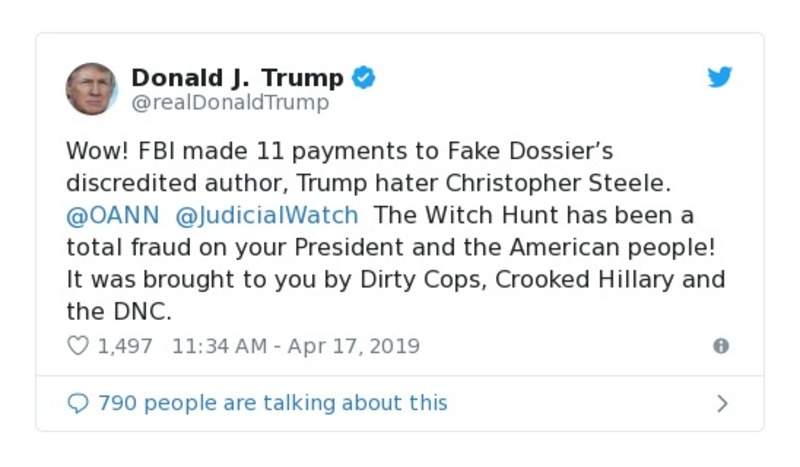 Donald J. Trump
@realDonaldTrump
Wow! FBI made 11 payments to Fake Dossier’s
discredited author, Trump hater Christopher Steele.
@OANN @JudicialWatch The Witch Hunt has been a
total fraud on your President and the American people!
It was brought to you by Dirty Cops, Crooked Hillary and
the DNC.
1,497 11:34 AM - Apr 17, 2019
790 people are talking about this